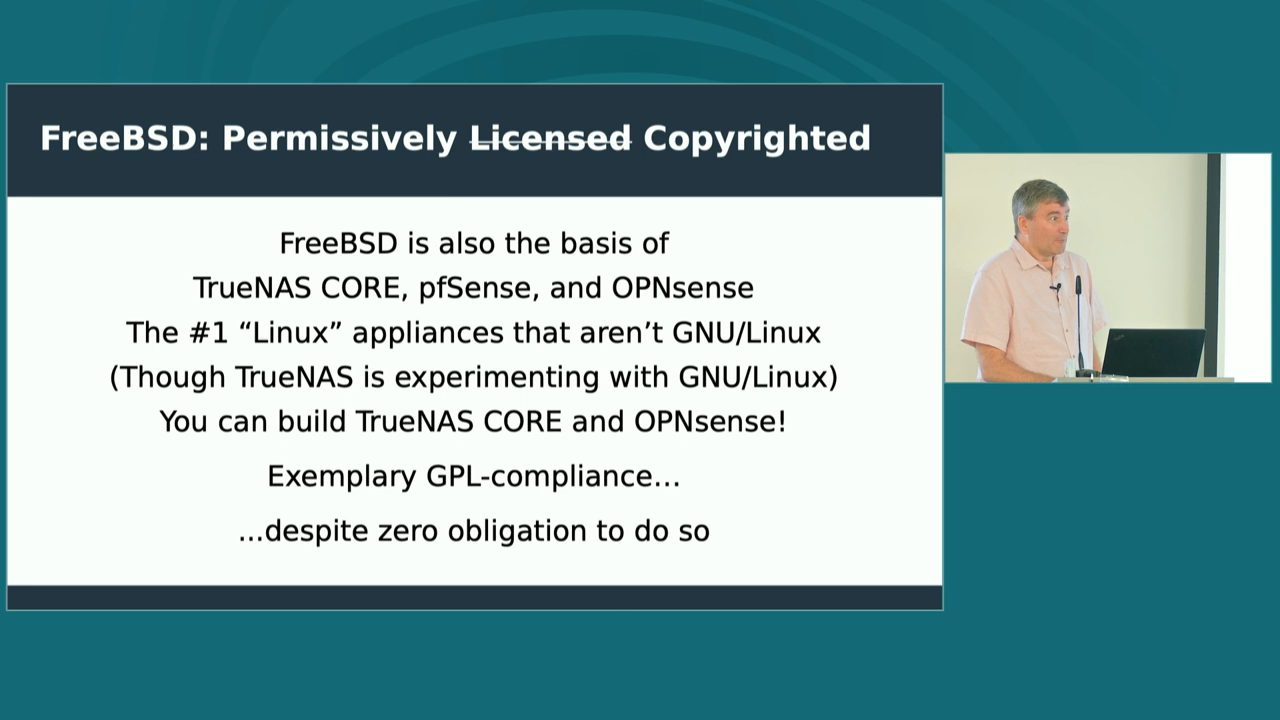 FreeBSD: Permissively Licensed Copyrighted
FreeBSD is also the basis of
TrueNAS CORE, pfSense, and OPNsense
The #1 “Linux” appliances that aren’t GNU/Linux
(Though TrueNAS is experimenting with GNU/Linux)
You can build TrueNAS CORE and OPNsense!
Exemplary GPL-compliance…
…despite zero obligation to do so